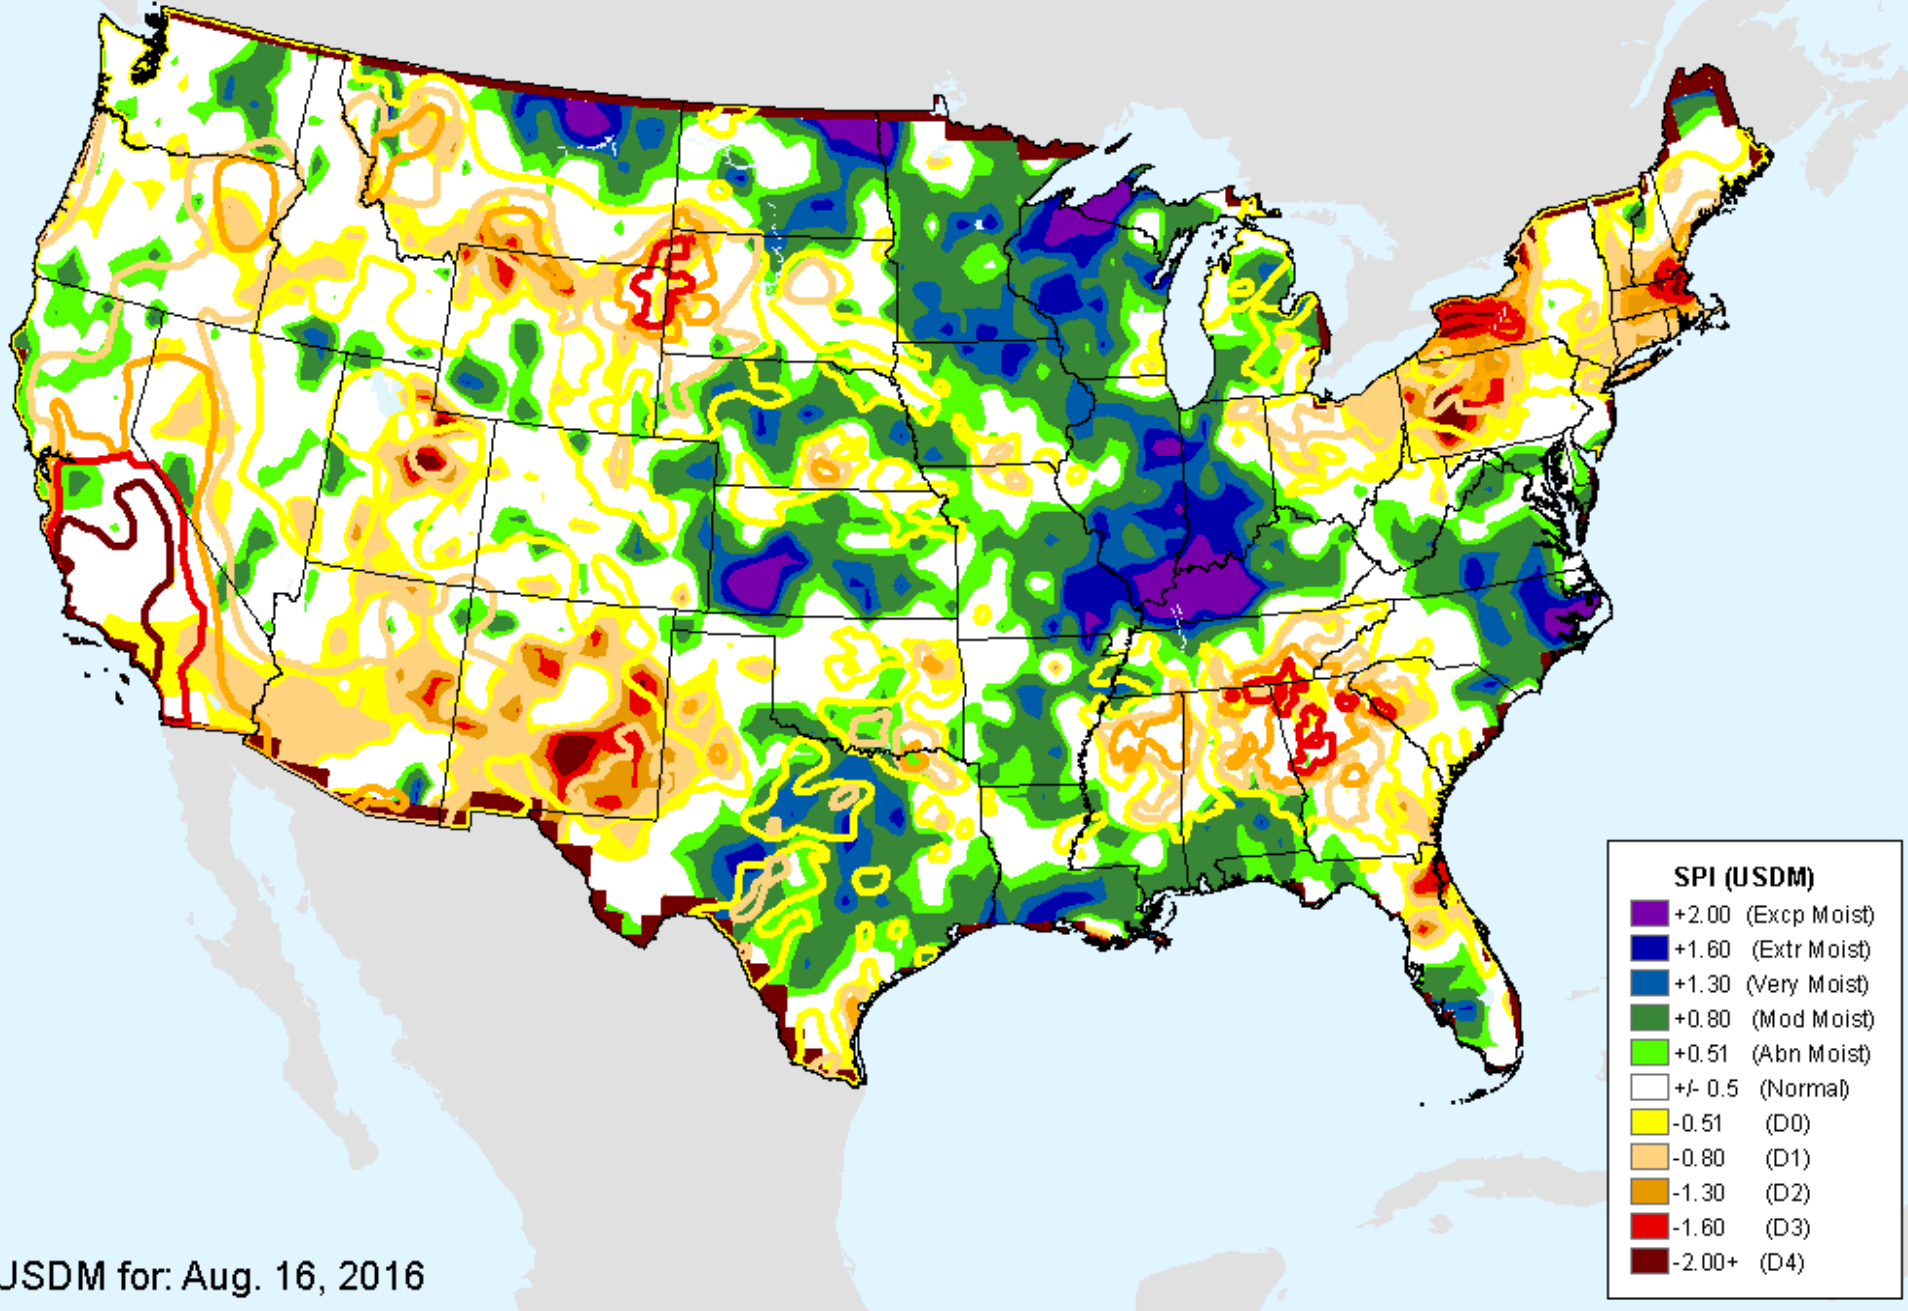 SPI (USDM)
+2.00 (Excp Moist)
+1.60 (Extr Moist)
+1.30 (Very Moist)
+0.80 (Mod Moist)
+0.51 (Abn Moist)
+/- 0.5 (Normal)
-0.51 (D0)
-0.80 (D1)
-1.30 (D2)
-1.60 (D3)
-2.00+ (D4)
USDM for: Aug. 16, 2016